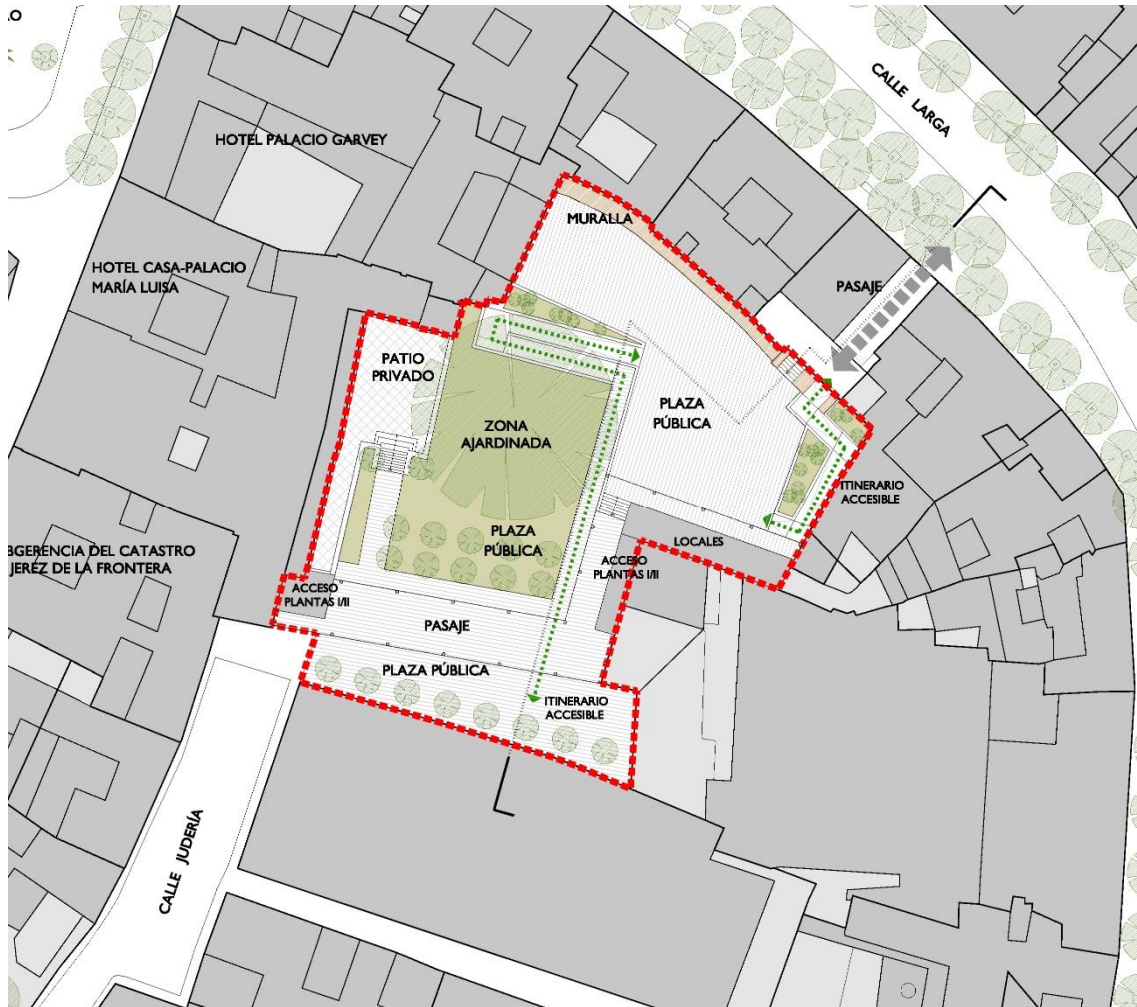 CALLE LARGA
HOTEL PALACIO GARVEY
MURALLA
HOTEL CASA-PALACIO
MARÍA LUISA
PASAJE
PATIO
PRIVADO
ZONA
AJARDINADA
PLAZA
PÚBLICA
ITINERARIO
ACCESIBLE
PLAZA
PÚBLICA
LOCALES
BGERENCIA DEL CATASTRO
JEREZ DE LA FRONTERA
ACCESO
PLANTAS I/II
ACCESO
PLANTAS I/II
PASAJE
PLAZA PÚBLICA
ITINERARIO
ACCESIBLE
CALLE JUDERÍA